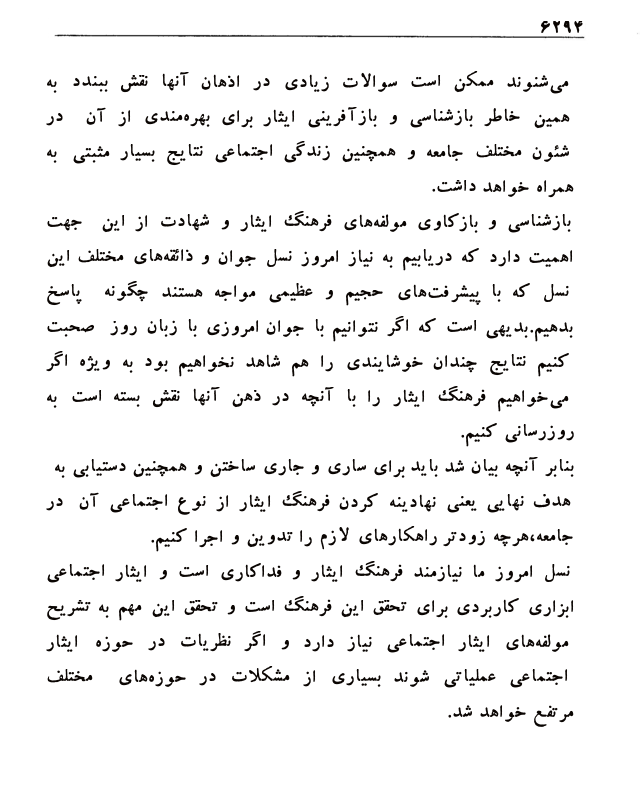 ۶۲۹۴
می‌شنوند ممکن است سوالات زیادی در اذهان آنها نقش ببندد به
همین خاطر بازشناسی و بازآفرینی ایثار برای بهره‌مندی از آن در
شئون مختلف جامعه و همچنین زندگی اجتماعی نتایج بسیار مثبتی به
همراه خواهد داشت.
بازشناسی و بازکاوی مولفه‌های فرهنگ ایثار و شهادت از این جهت
اهمیت دارد که دریابیم به نیاز امروز نسل جوان و ذائقه‌های مختلف این
نسل که با پیشرفت‌های حجیم و عظیمی مواجه هستند چگونه پاسخ
بدهیم.بدیهی است که اگر نتوانیم با جوان امروزی با زبان روز صحبت
کنیم نتایج چندان خوشایندی را هم شاهد نخواهیم بود به ویژه اگر
می‌خواهیم فرهنگ ایثار را با آنچه در ذهن آنها نقش بسته است به
روزرسانی کنیم.
بنابر آنچه بیان شد باید برای ساری و جاری ساختن و همچنین دستیابی به
هدف نهایی یعنی نهادینه کردن فرهنگ ایثار از نوع اجتماعی آن در
جامعه،هرچه زودتر راهکارهای لازم را تدوین و اجرا کنیم.
نسل امروز ما نیازمند فرهنگ ایثار و فداکاری است و ایثار اجتماعی
ابزاری کاربردی برای تحقق این فرهنگ است و تحقق این مهم به تشریح
مولفه‌های ایثار اجتماعی نیاز دارد و اگر نظریات در حوزه ایثار
اجتماعی عملیاتی شوند بسیاری از مشکلات در حوزه‌های مختلف
مرتفع خواهد شد.